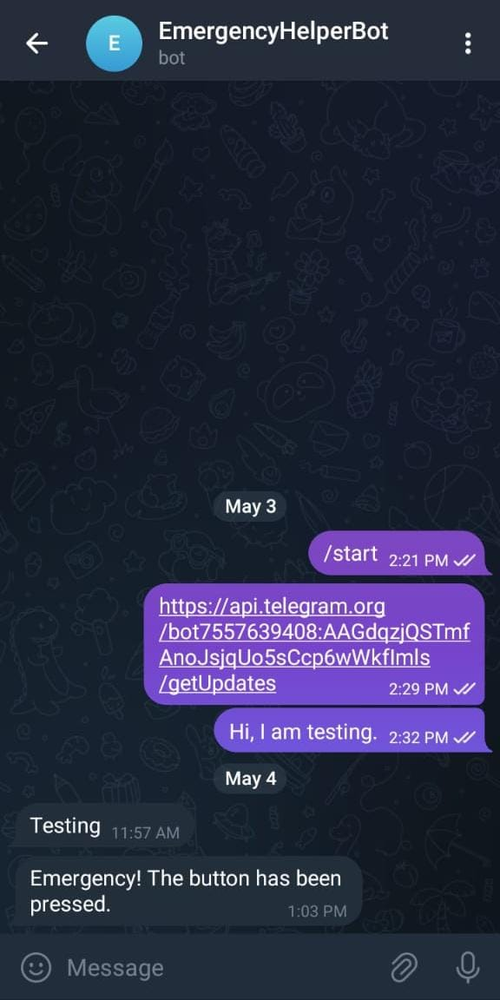 E
EmergencyHelperBot
bot
May 3
/start 2:21 PM
https://api.telegram.org
/bot7557639408:AAGdqzjQSTmf
AnoJsjqUo5sCcp6wWkfImls
/getUpdates 2:29 PM
Hi, I am testing. 2:32 PM
May 4
Testing 11:57 AM
Emergency! The button has been
pressed. 1:03 PM
Message